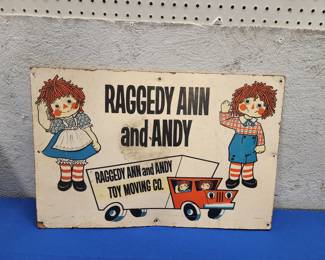 RAGGEDY ANN
and ANDY
RAGGEDY ANN and ANDY
TOY MOVING CO.